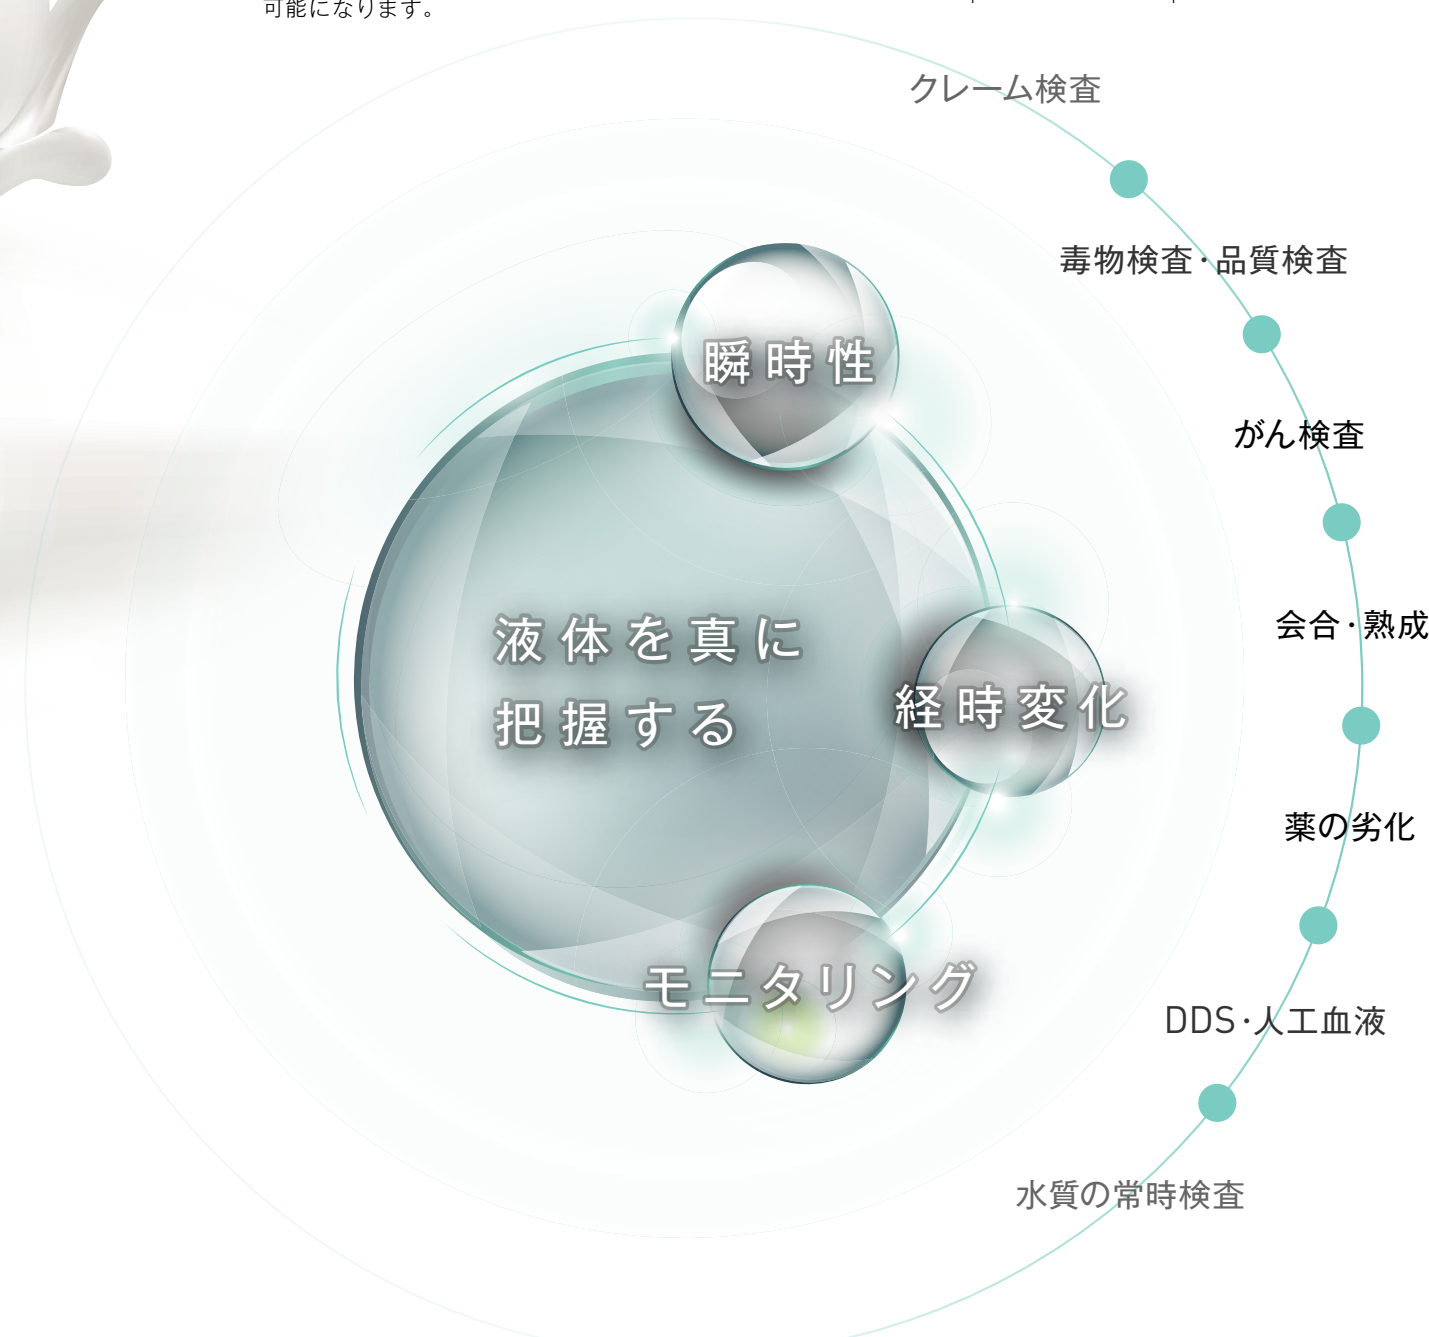 可能になります。
クレーム検査
毒物検査·品質検査
瞬時性
がん検査
液体を真に
把握する
会合·熟成
経時変化
薬の劣化
モニタリング
DDS·人工血液
水質の常時検査